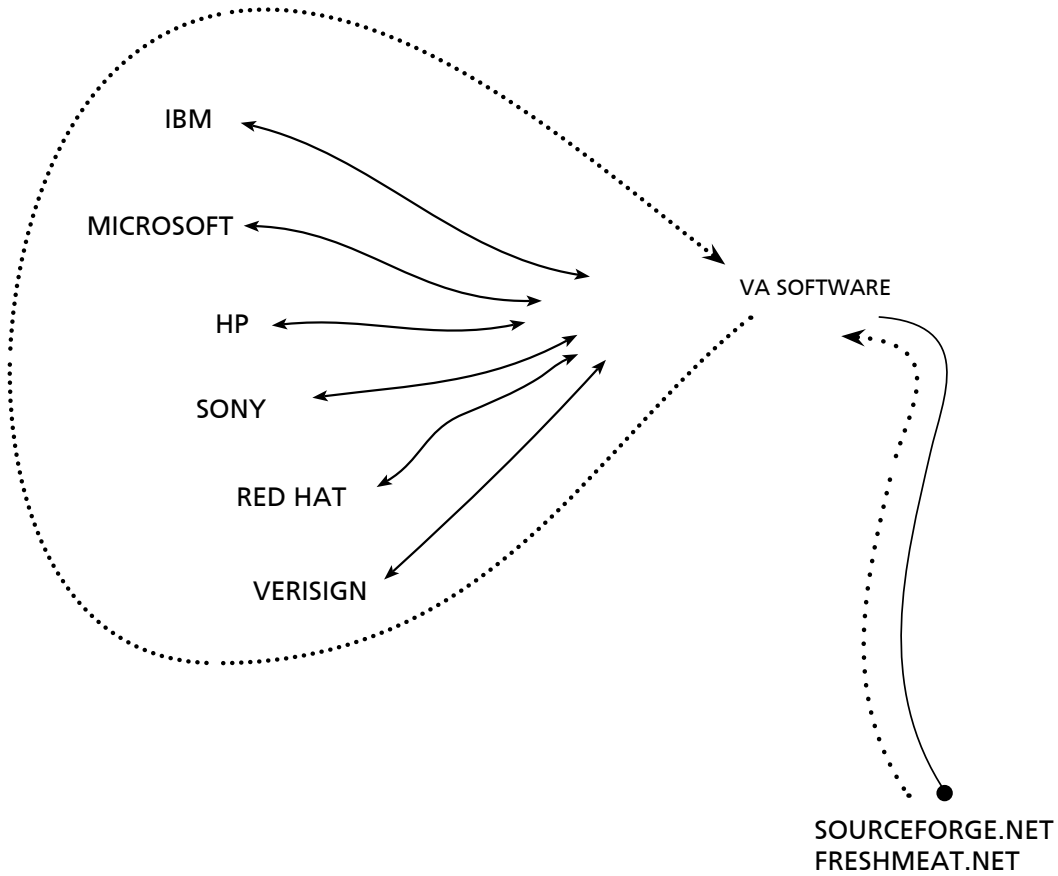 IBM
MICROSOFT
VA SOFTWARE
HP
SONY
RED HAT
VERISIGN
SOURCEFORGE.NET
FRESHMEAT.NET